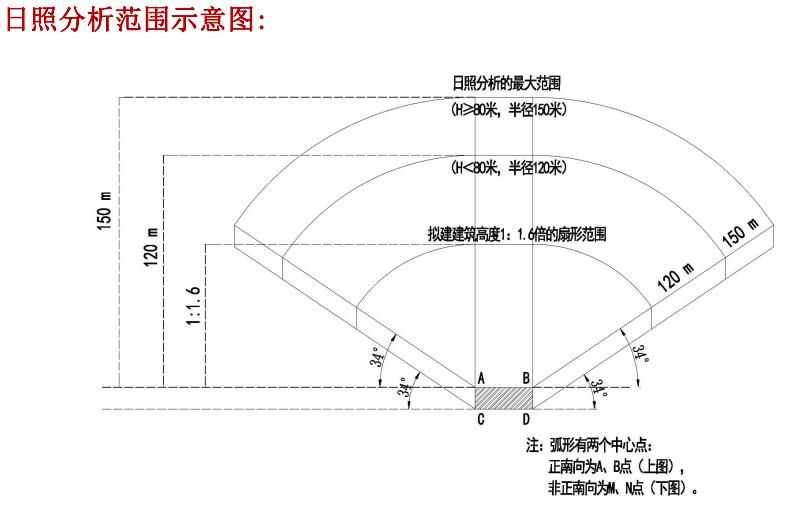 日照分析范围示意图:
日照分析的最大范围
(H≥80米,半径150米)
(H<80米,半径120米)
拟建建筑高度1:1.6倍的扇形范围
150 m
120 m
1:1.6
150 m
120 m
34°
34°
34°
34°
A B
C D
注:弧形有两个中心点:
正南向为A、B点(上图),
非正南向为M、N点(下图)。